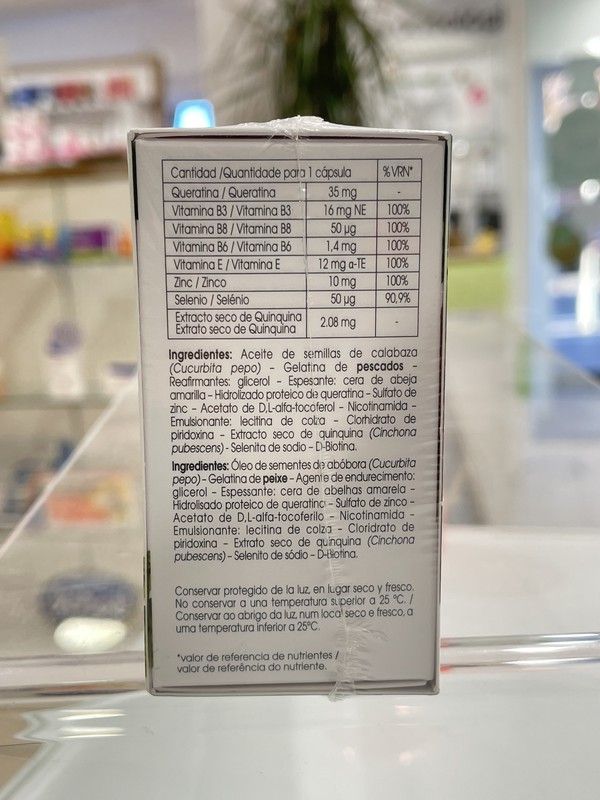 Cantidad /Quantidade para 1 cápsula %VRN*
Queratina / Queratina 35 mg -
Vitamina B3 / Vitamina B3 16 mg NE 100%
Vitamina B8 / Vitamina B8 50 µg 100%
Vitamina B6 / Vitamina B6 1,4 mg 100%
Vitamina E / Vitamina E 12 mg α-TE 100%
Zinc / Zinco 10 mg 100%
Selenio / Selénio 50 µg 90,9%
Extracto seco de Quinquina
Extrato seco de Quinquina 2.08 mg -
Ingredientes: Aceite de semillas de calabaza
(Cucurbita pepo) - Gelatina de pescados -
Reafirmantes: glicerol - Espesante: cera de abeja
amarilla - Hidrolizado proteico de queratina - Sulfato de
zinc - Acetato de D,L-alfa-tocoferol - Nicotinamida -
Emulsionante: lecitina de colza - Clorhidrato de
piridoxina - Extracto seco de quinquina (Cinchona
pubescens) - Selenita de sodio - D-Biotina.
Ingredientes: Óleo de sementes de abóbora (Cucurbita
pepo) - Gelatina de peixe - Agente de endurecimento:
glicerol - Espessante: cera de abelhas amarela -
Hidrolisado proteico de queratina - Sulfato de zinco -
Acetato de D,L-alfa-tocoferilo - Nicotinamida -
Emulsionante: lecitina de colza - Cloridrato de
piridoxina - Extrato seco de quinquina (Cinchona
pubescens) - Selenito de sódio - D-Biotina.
Conservar protegido de la luz, en lugar seco y fresco.
No conservar a una temperatura superior a 25 °C. /
Conservar ao abrigo da luz, num local seco e fresco, a
uma temperatura inferior a 25°C.
*valor de referencia de nutrientes /
valor de referência do nutriente.